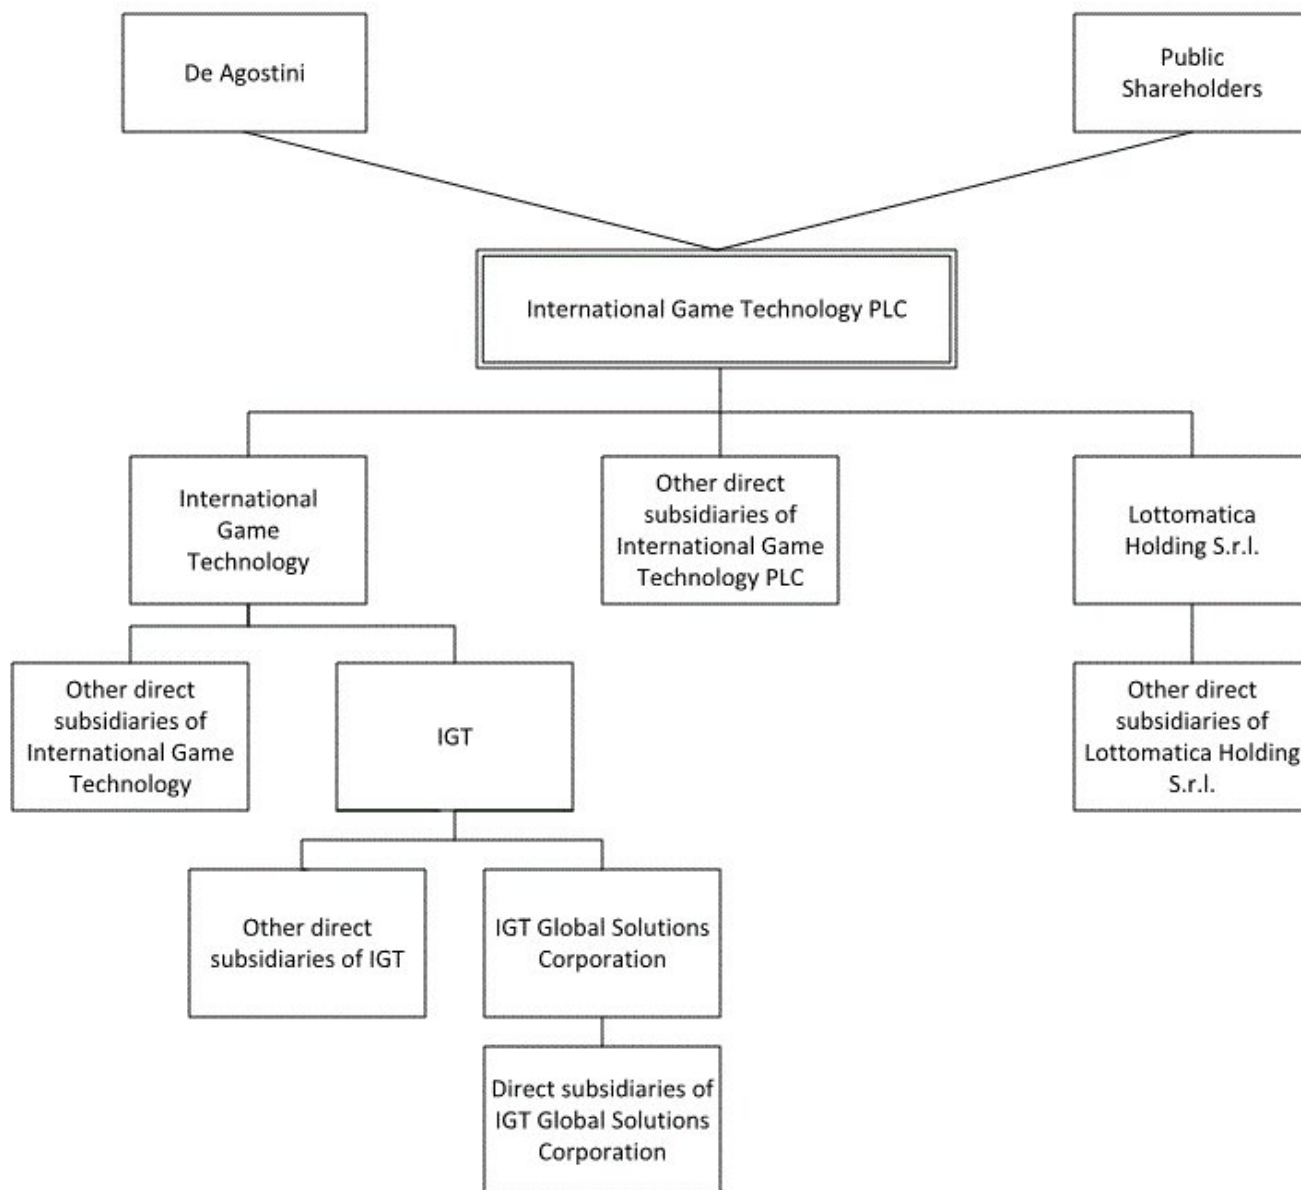 De Agostini
Public
Shareholders
International Game Technology PLC
International
Game
Technology
Other direct
subsidiaries of
International Game
Technology PLC
Lottomatica
Holding S.r.l.
Other direct
subsidiaries of
International Game
Technology
IGT
Other direct
subsidiaries of
Lottomatica Holding
S.r.l.
Other direct
subsidiaries of IGT
IGT Global Solutions
Corporation
Direct subsidiaries of
IGT Global Solutions
Corporation